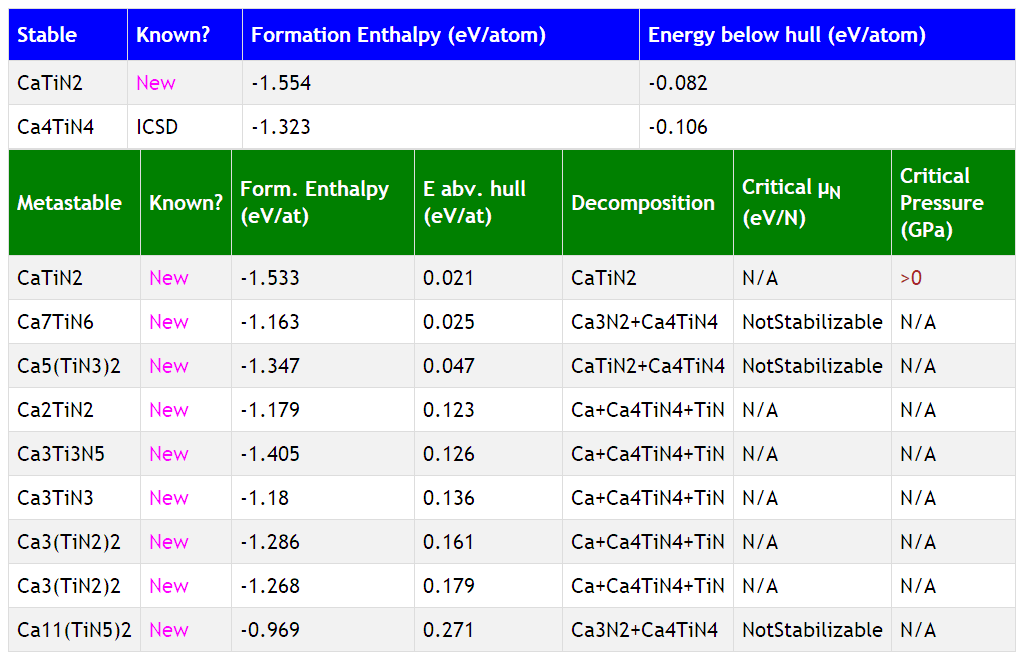 Stable Known? Formation Enthalpy (eV/atom) Energy below hull (eV/atom)
CaTiN2 New -1.554 -0.082
Ca4TiN4 ICSD -1.323 -0.106
Metastable Known? Form. Enthalpy (eV/at) E abv. hull (eV/at) Decomposition Critical μN (eV/N) Critical Pressure (GPa)
CaTiN2 New -1.533 0.021 CaTiN2 N/A >0
Ca7TiN6 New -1.163 0.025 Ca3N2+Ca4TiN4 NotStabilizable N/A
Ca5(TiN3)2 New -1.347 0.047 CaTiN2+Ca4TiN4 NotStabilizable N/A
Ca2TiN2 New -1.179 0.123 Ca+Ca4TiN4+TiN N/A N/A
Ca3Ti3N5 New -1.405 0.126 Ca+Ca4TiN4+TiN N/A N/A
Ca3TiN3 New -1.18 0.136 Ca+Ca4TiN4+TiN N/A N/A
Ca3(TiN2)2 New -1.286 0.161 Ca+Ca4TiN4+TiN N/A N/A
Ca3(TiN2)2 New -1.268 0.179 Ca+Ca4TiN4+TiN N/A N/A
Ca11(TiN5)2 New -0.969 0.271 Ca3N2+Ca4TiN4 NotStabilizable N/A